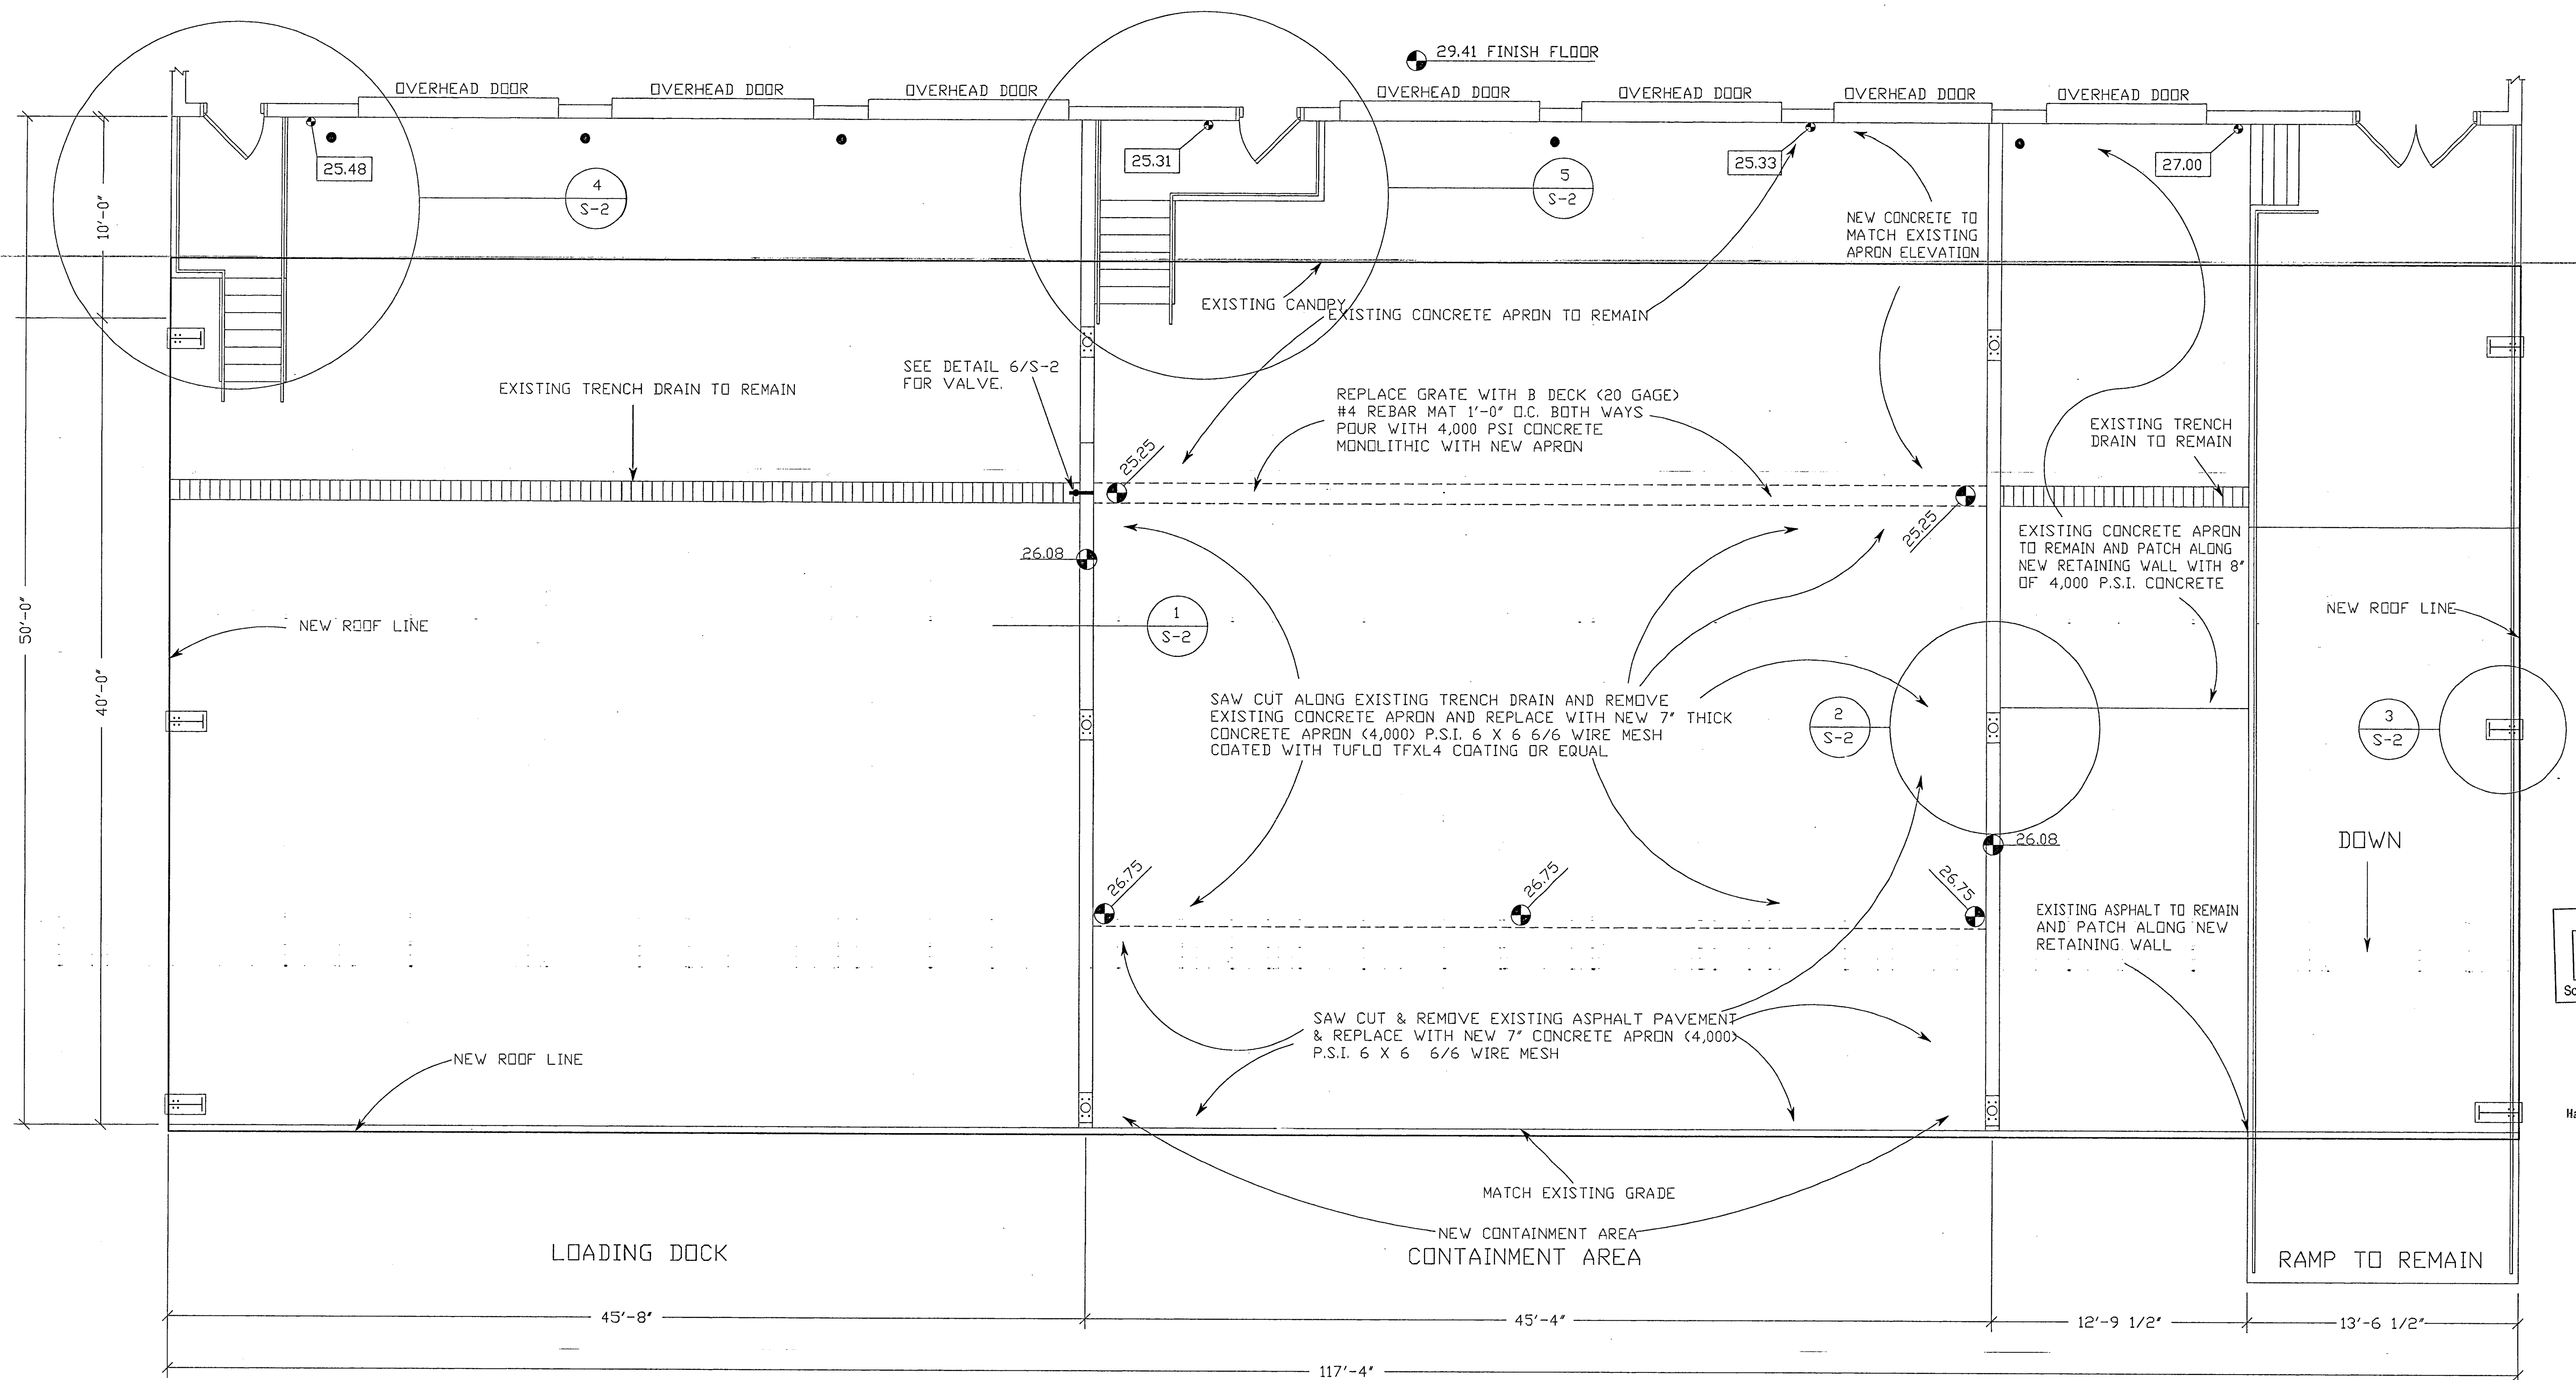 29.41 FINISH FLOOR
OVERHEAD DOOR
OVERHEAD DOOR
OVERHEAD DOOR
OVERHEAD DOOR
OVERHEAD DOOR
OVERHEAD DOOR
OVERHEAD DOOR
25.48
25.31
25.33
27.00
4
S-2
5
S-2
10'-0"
NEW CONCRETE TO
MATCH EXISTING
APRON ELEVATION
EXISTING CANOPY
EXISTING CONCRETE APRON TO REMAIN
SEE DETAIL 6/S-2
FOR VALVE.
EXISTING TRENCH DRAIN TO REMAIN
REPLACE GRATE WITH B DECK (20 GAGE)
#4 REBAR MAT 1'-0" O.C. BOTH WAYS
POUR WITH 4,000 PSI CONCRETE
MONOLITHIC WITH NEW APRON
EXISTING TRENCH
DRAIN TO REMAIN
25.25
25.25
26.08
EXISTING CONCRETE APRON
TO REMAIN AND PATCH ALONG
NEW RETAINING WALL WITH 8"
OF 4,000 P.S.I. CONCRETE
50'-0"
40'-0"
NEW ROOF LINE
1
S-2
NEW ROOF LINE
SAW CUT ALONG EXISTING TRENCH DRAIN AND REMOVE
EXISTING CONCRETE APRON AND REPLACE WITH NEW 7" THICK
CONCRETE APRON (4,000) P.S.I. 6 X 6 6/6 WIRE MESH
COATED WITH TUFLO TFXL4 COATING OR EQUAL
2
S-2
3
S-2
26.08
DOWN
26.75
26.75
26.75
EXISTING ASPHALT TO REMAIN
AND PATCH ALONG NEW
RETAINING WALL
SAW CUT & REMOVE EXISTING ASPHALT PAVEMENT
& REPLACE WITH NEW 7" CONCRETE APRON (4,000)
P.S.I. 6 X 6 6/6 WIRE MESH
NEW ROOF LINE
MATCH EXISTING GRADE
NEW CONTAINMENT AREA
LOADING DOCK
CONTAINMENT AREA
RAMP TO REMAIN
45'-8"
45'-4"
12'-9 1/2"
13'-6 1/2"
117'-4"